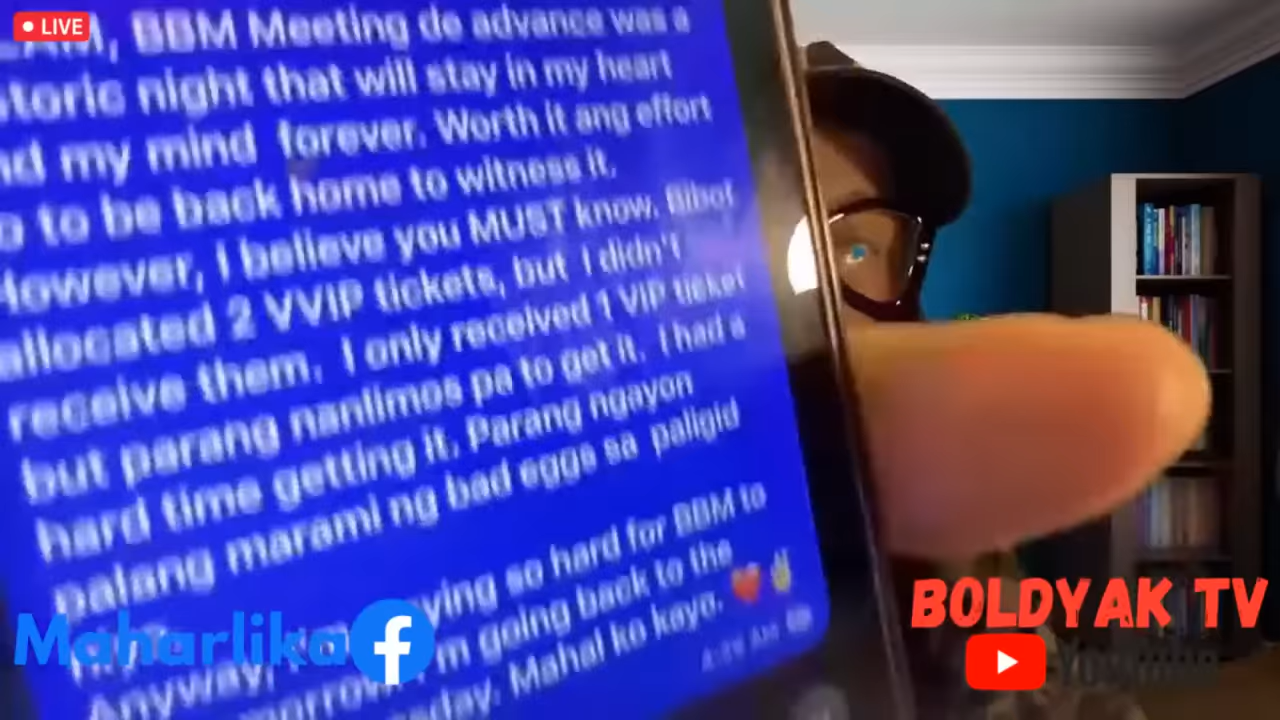 LIVE
BBM Meeting de advance was a
storic night that will stay in my heart
nd my mind forever. Worth it ang effort
o to be back home to witness it.
However, I believe you MUST know. Bibot
allocated 2 VVIP tickets, but I didn't
receive them. I only received 1 VIP ticket
but parang nanlimos pa to get it. I had a
hard time getting it. Parang ngayon
palang marami ng bad eggs sa paligid
ying so hard for BBM to
Anyway, 'm going back to the
Mahal ko kayo. ❤️✌️
Maharlika
BOLDYAK TV